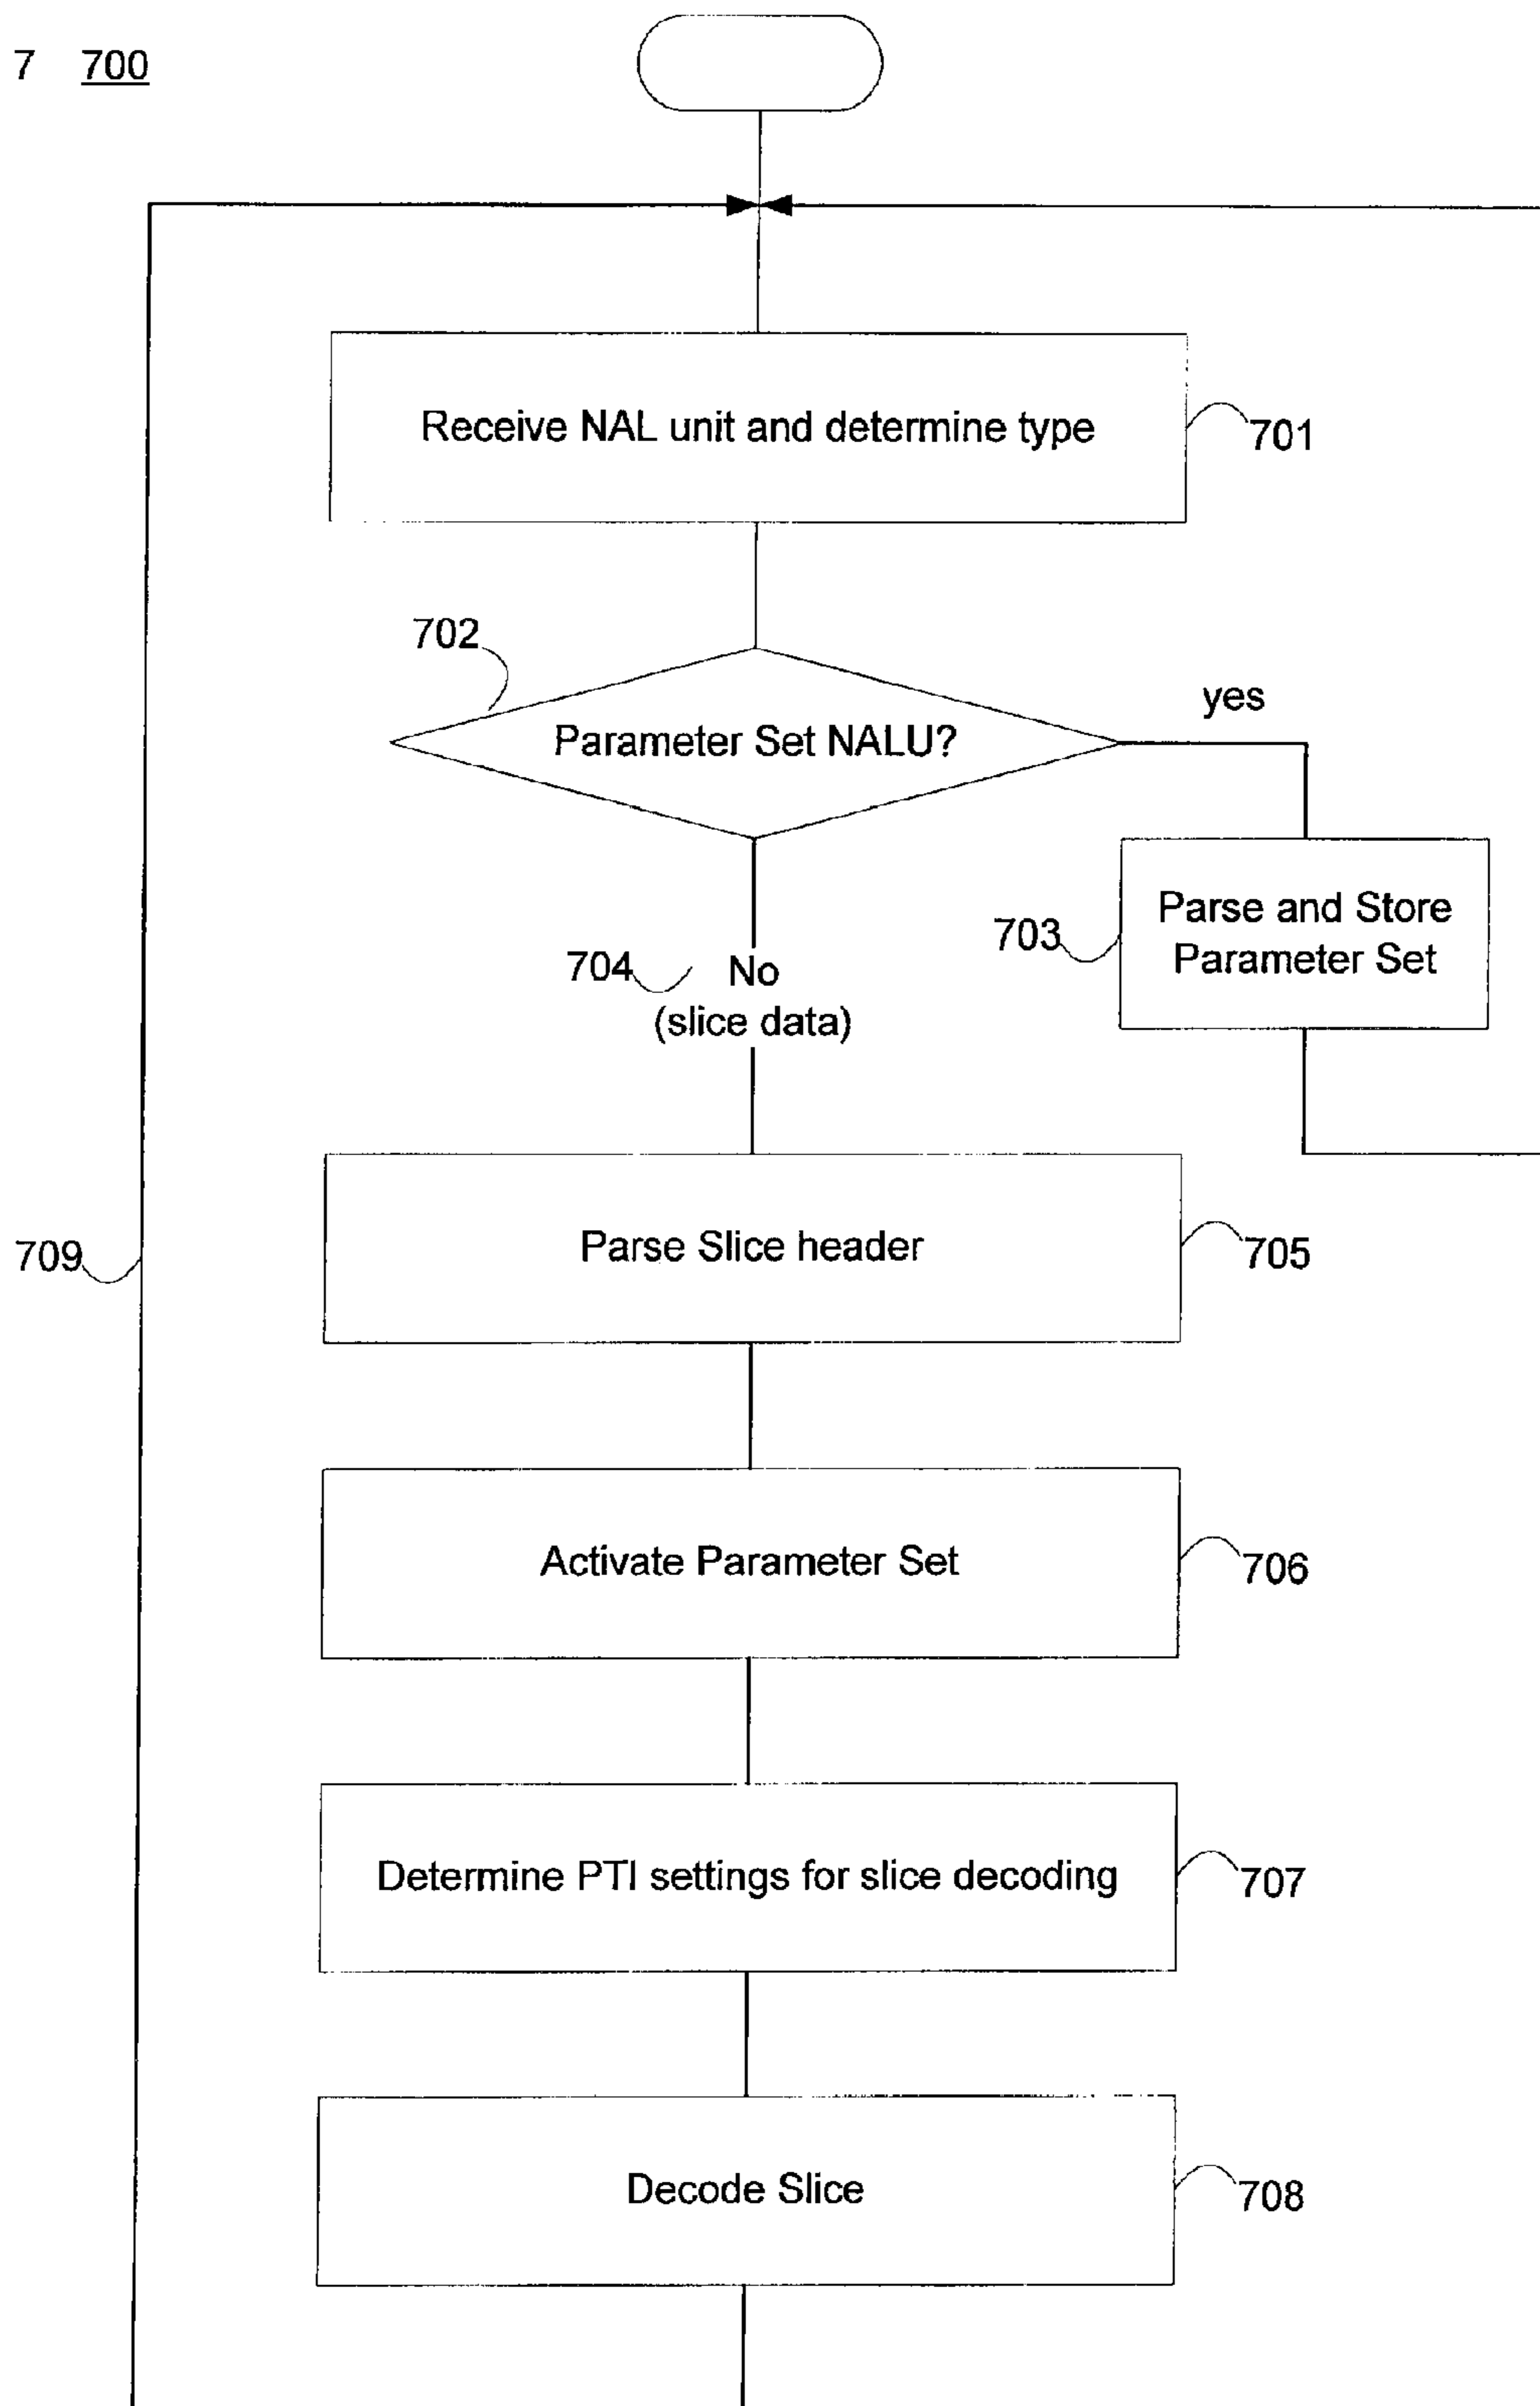 7 700
Receive NAL unit and determine type
701
702
Parameter Set NALU?
yes
703
Parse and Store
Parameter Set
704
No
(slice data)
Parse Slice header
705
709
Activate Parameter Set
706
Determine PTI settings for slice decoding
707
Decode Slice
708